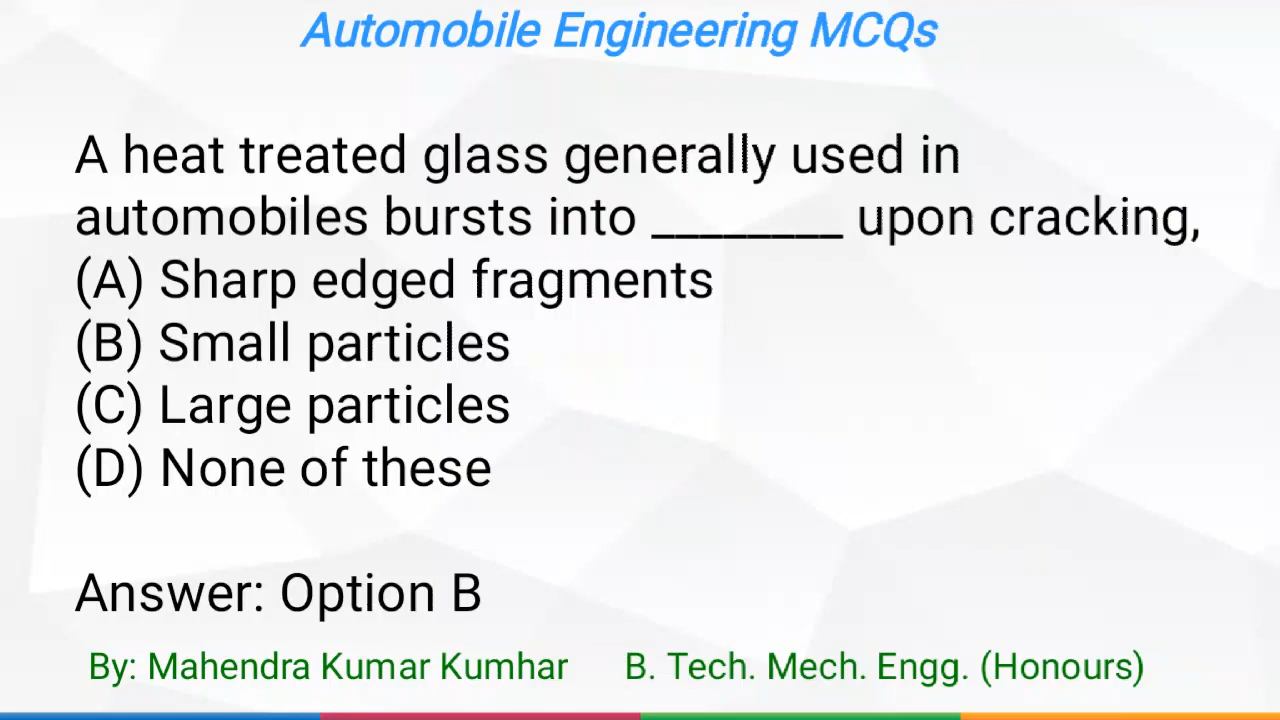 Automobile Engineering MCQs
A heat treated glass generally used in
automobiles bursts into ________ upon cracking,
(A) Sharp edged fragments
(B) Small particles
(C) Large particles
(D) None of these
Answer: Option B
By: Mahendra Kumar Kumhar B. Tech. Mech. Engg. (Honours)